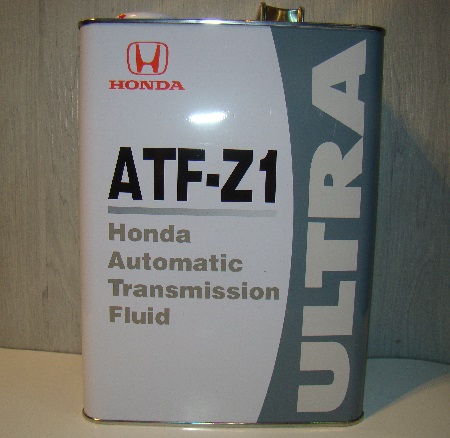 HONDA
ATF-Z1
Honda
Automatic
Transmission
Fluid
ULTRA